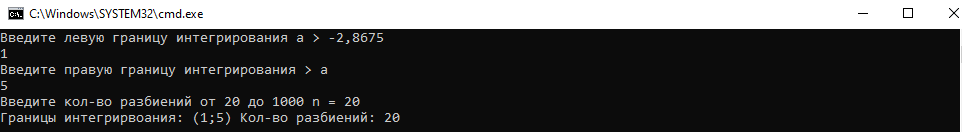 C:\Windows\SYSTEM32\cmd.exe
Введите левую границу интегрирования a > -2,8675
1
Введите правую границу интегрирования > a
5
Введите кол-во разбиений от 20 до 1000 n = 20
Границы интегрирвоания: (1;5) Кол-во разбиений: 20